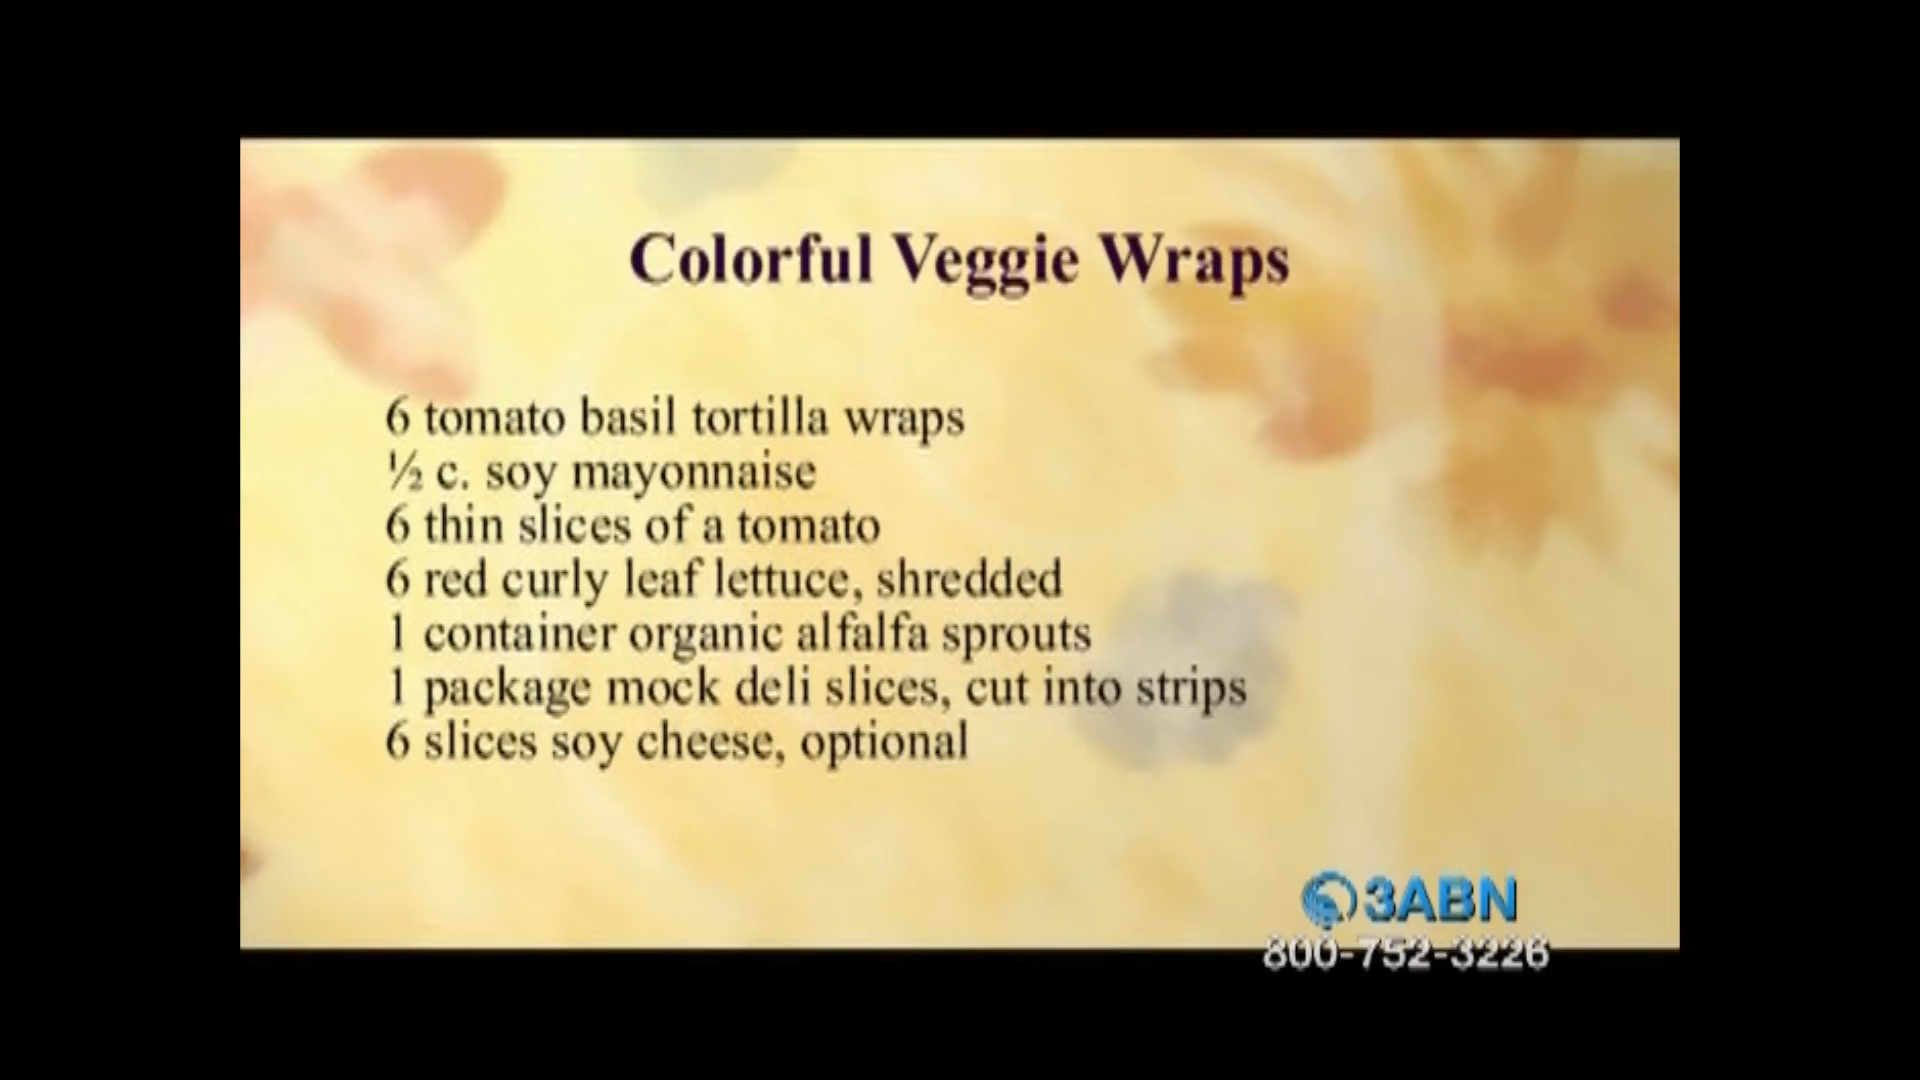 Colorful Veggie Wraps
6 tomato basil tortilla wraps
½ c. soy mayonnaise
6 thin slices of a tomato
6 red curly leaf lettuce, shredded
1 container organic alfalfa sprouts
1 package mock deli slices, cut into strips
6 slices soy cheese, optional
3ABN
800-752-3226